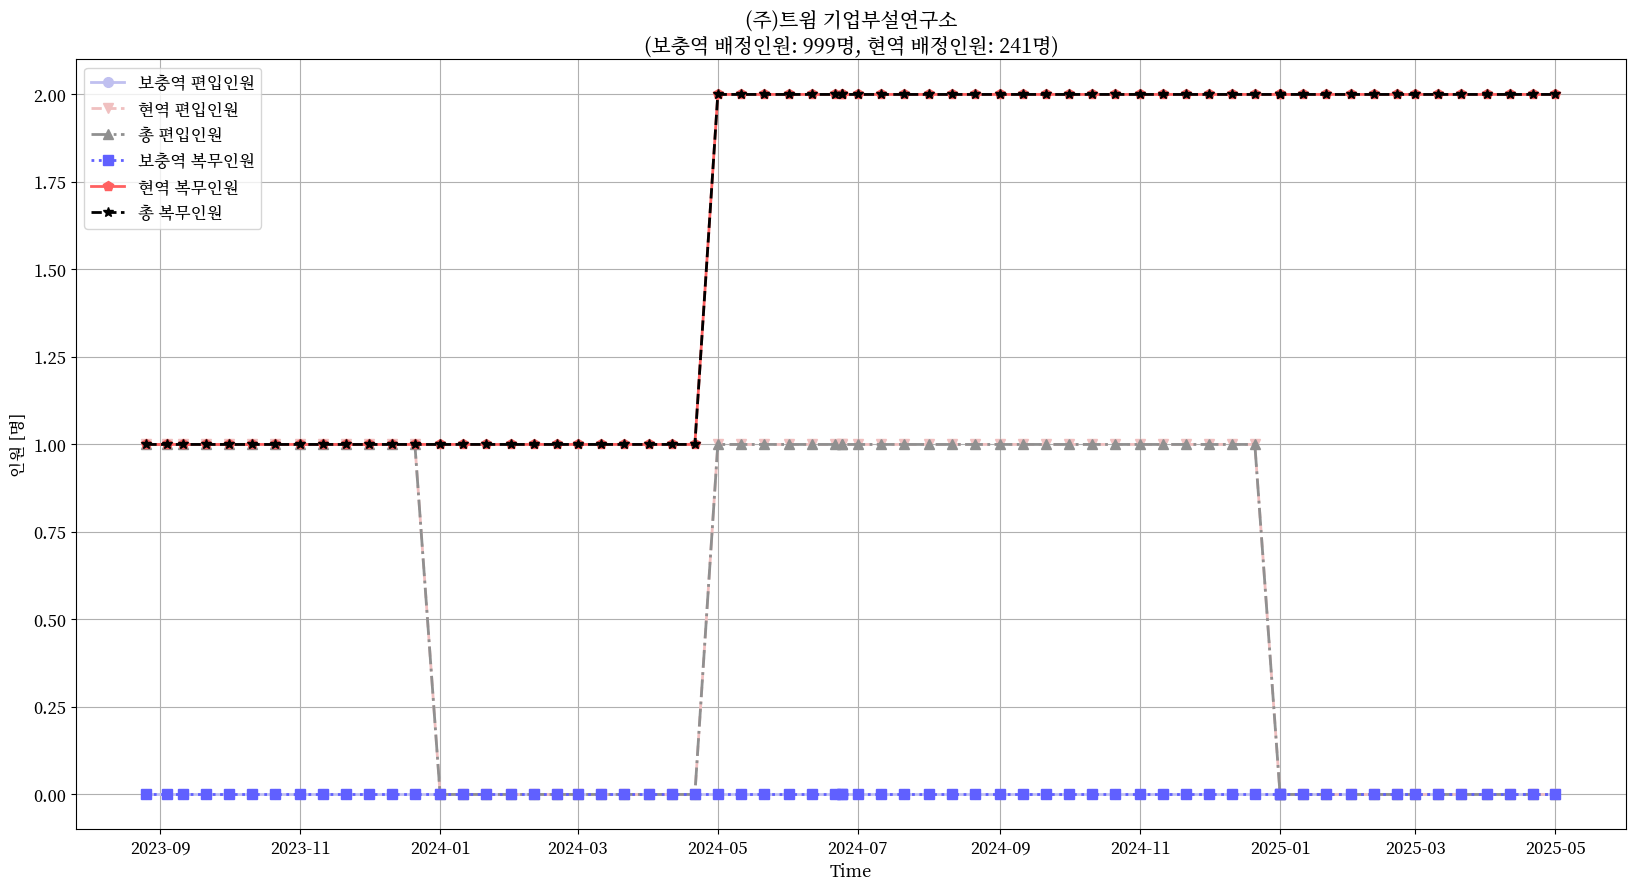 (주)트윔 기업부설연구소
(보충역 배정인원: 999명, 현역 배정인원: 241명)
보충역 편입인원
현역 편입인원
총 편입인원
보충역 복무인원
현역 복무인원
총 복무인원
2.00
1.75
1.50
1.25
1.00
0.75
0.50
0.25
0.00
인원 [명]
2023-09
2023-11
2024-01
2024-03
2024-05
2024-07
2024-09
2024-11
2025-01
2025-03
2025-05
Time